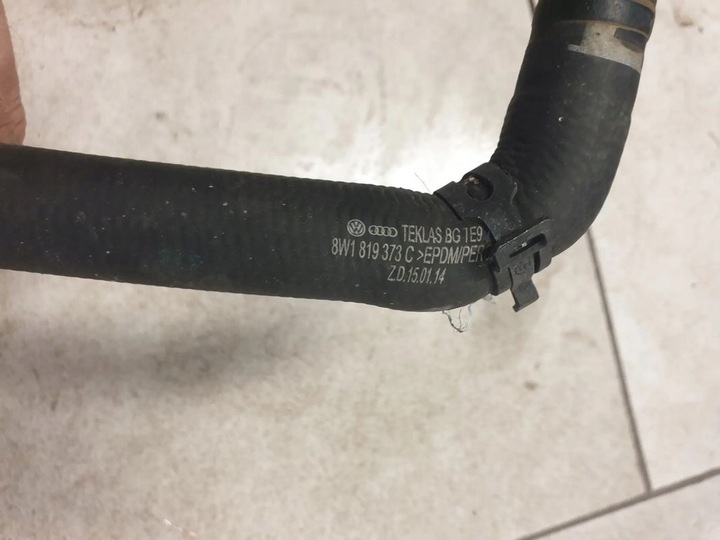 TEKLAS BG 1E9
8W1 819 373 C >EPDM/PER
Z.D.15.01.14